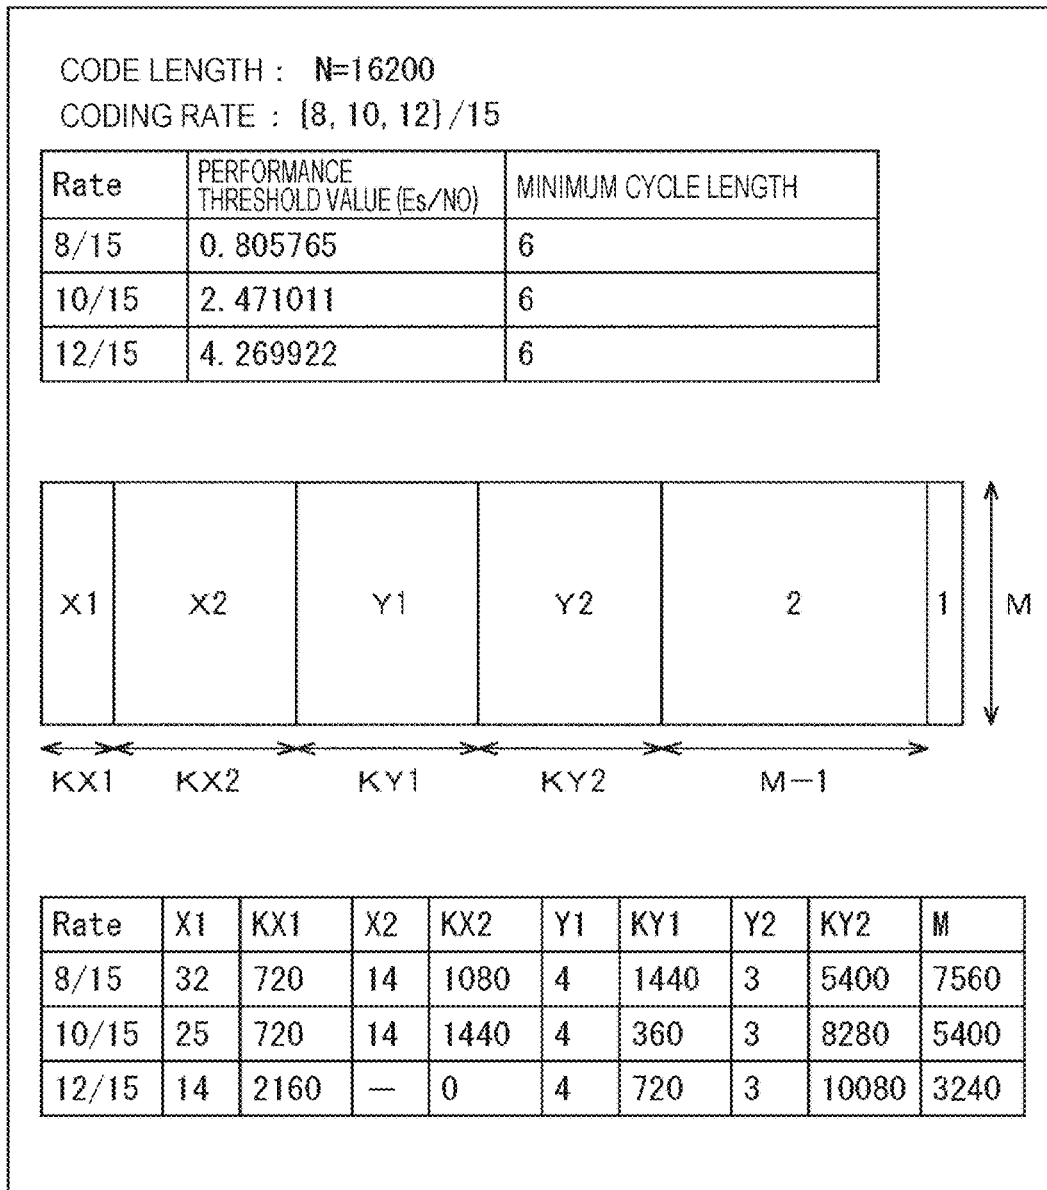 CODE LENGTH : N=16200
CODING RATE : {8, 10, 12}/15
Rate PERFORMANCE THRESHOLD VALUE (Es/N0) MINIMUM CYCLE LENGTH
8/15 0.805765 6
10/15 2.471011 6
12/15 4.269922 6
X1 X2 Y1 Y2 2 1 M
KX1 KX2 KY1 KY2 M-1
Rate X1 KX1 X2 KX2 Y1 KY1 Y2 KY2 M
8/15 32 720 14 1080 4 1440 3 5400 7560
10/15 25 720 14 1440 4 360 3 8280 5400
12/15 14 2160 — 0 4 720 3 10080 3240